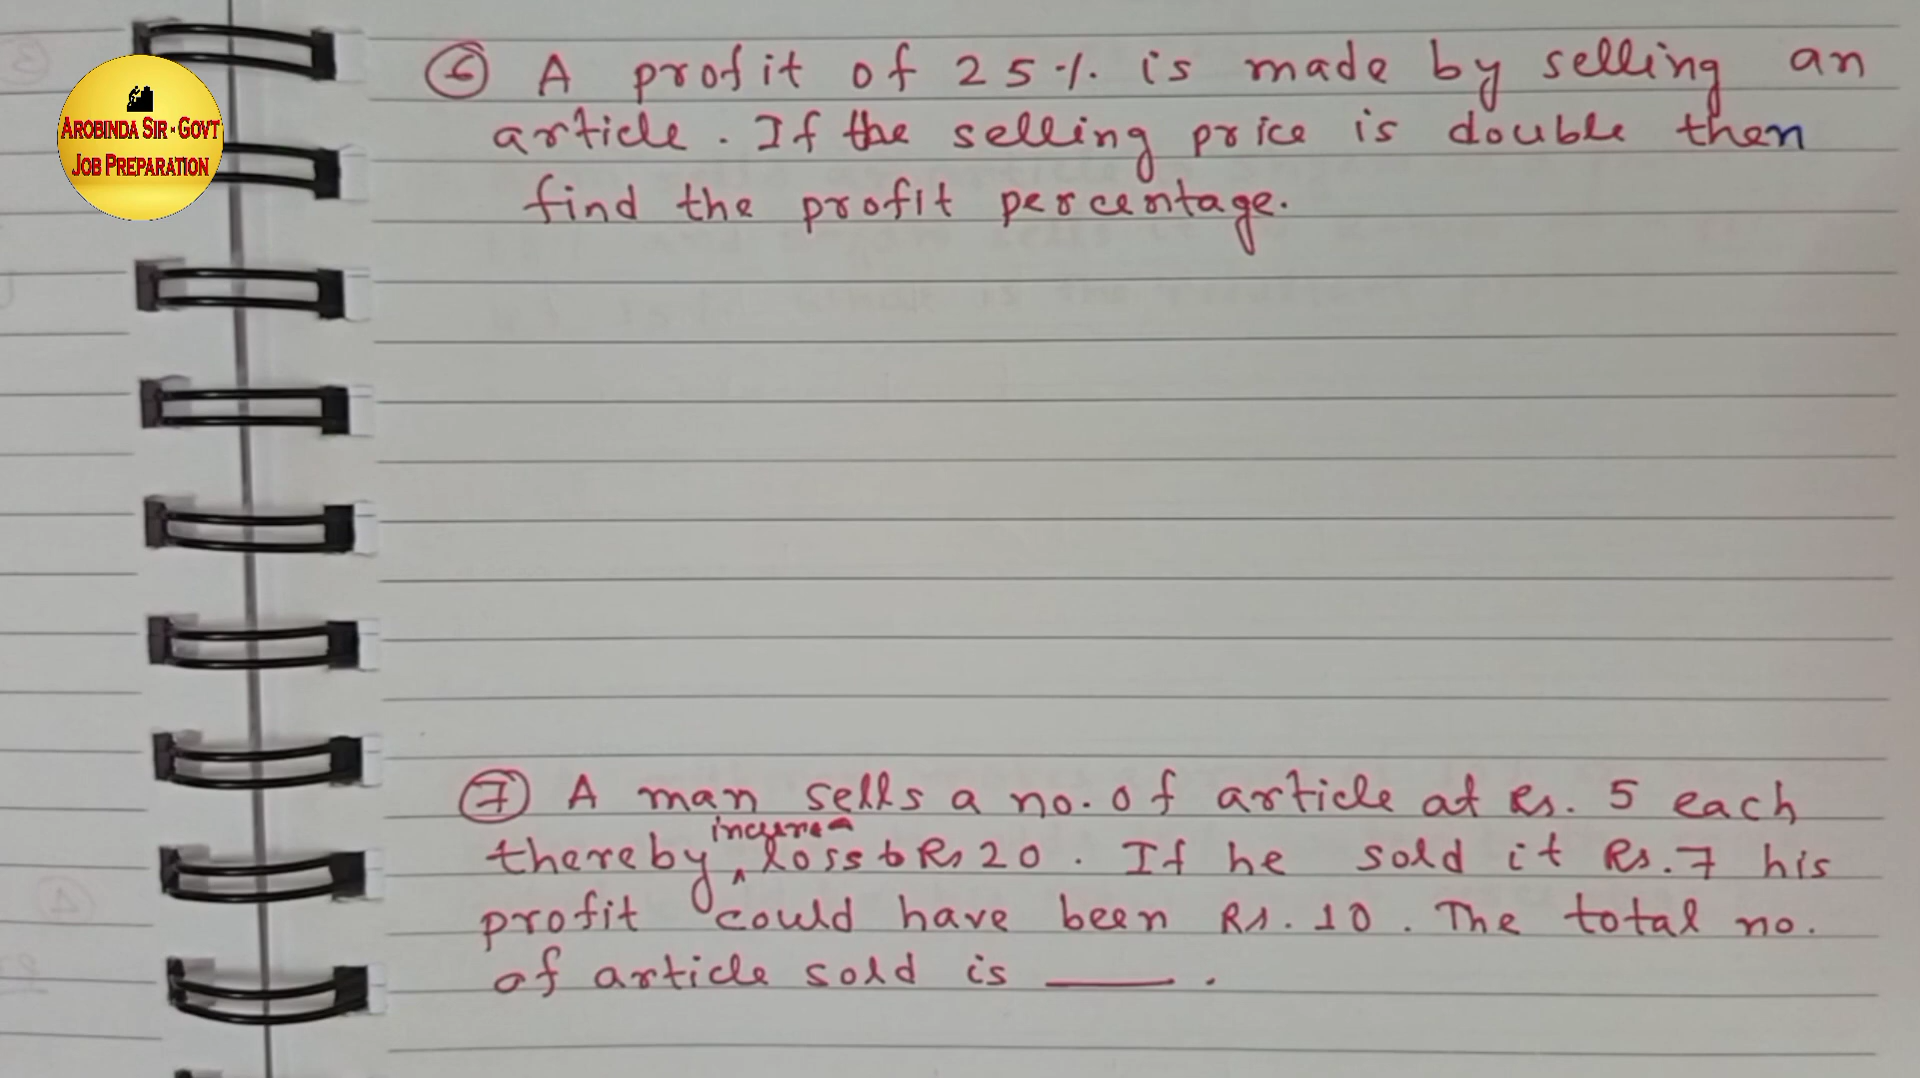 AROBINDA SIR - GOVT
JOB PREPARATION
⑥ A profit of 25% is made by selling an
article. If the selling price is double then
find the profit percentage.
⑦ A man sells a no. of article at Rs. 5 each
incurs
thereby ^ loss to Rs 20. If he sold it Rs. 7 his
profit could have been Rs. 10. The total no.
of article sold is ____.